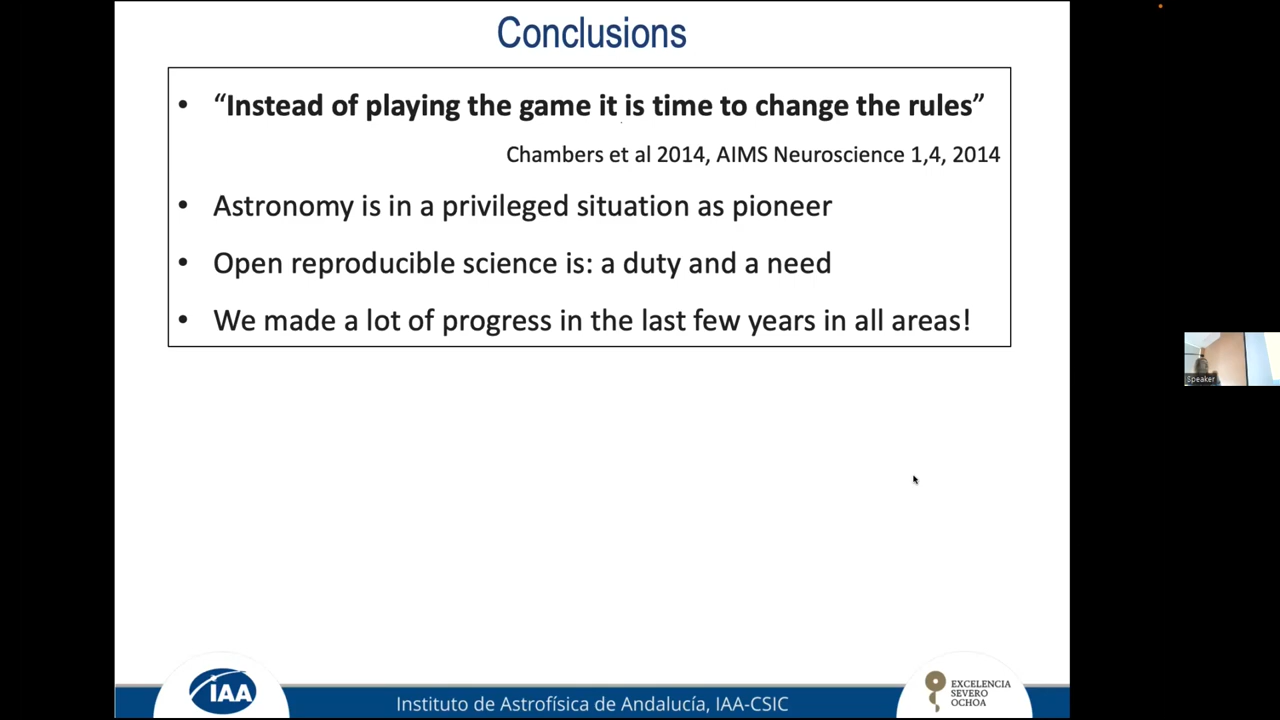 Conclusions
• “Instead of playing the game it is time to change the rules”
Chambers et al 2014, AIMS Neuroscience 1,4, 2014
• Astronomy is in a privileged situation as pioneer
• Open reproducible science is: a duty and a need
• We made a lot of progress in the last few years in all areas!
Speaker
IAA
Instituto de Astrofísica de Andalucía, IAA-CSIC
EXCELENCIA
SEVERO
OCHOA